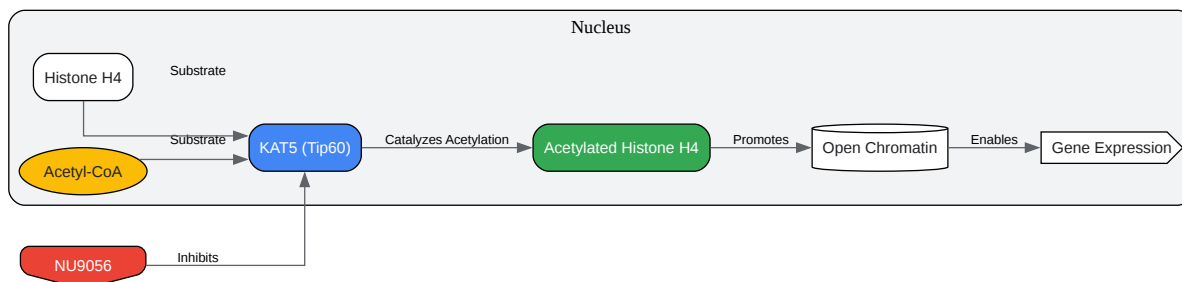 Nucleus
Histone H4
Substrate
Substrate
Acetyl-CoA
KAT5 (Tip60)
Catalyzes Acetylation
Acetylated Histone H4
Promotes
Open Chromatin
Enables
Gene Expression
NU9056
Inhibits